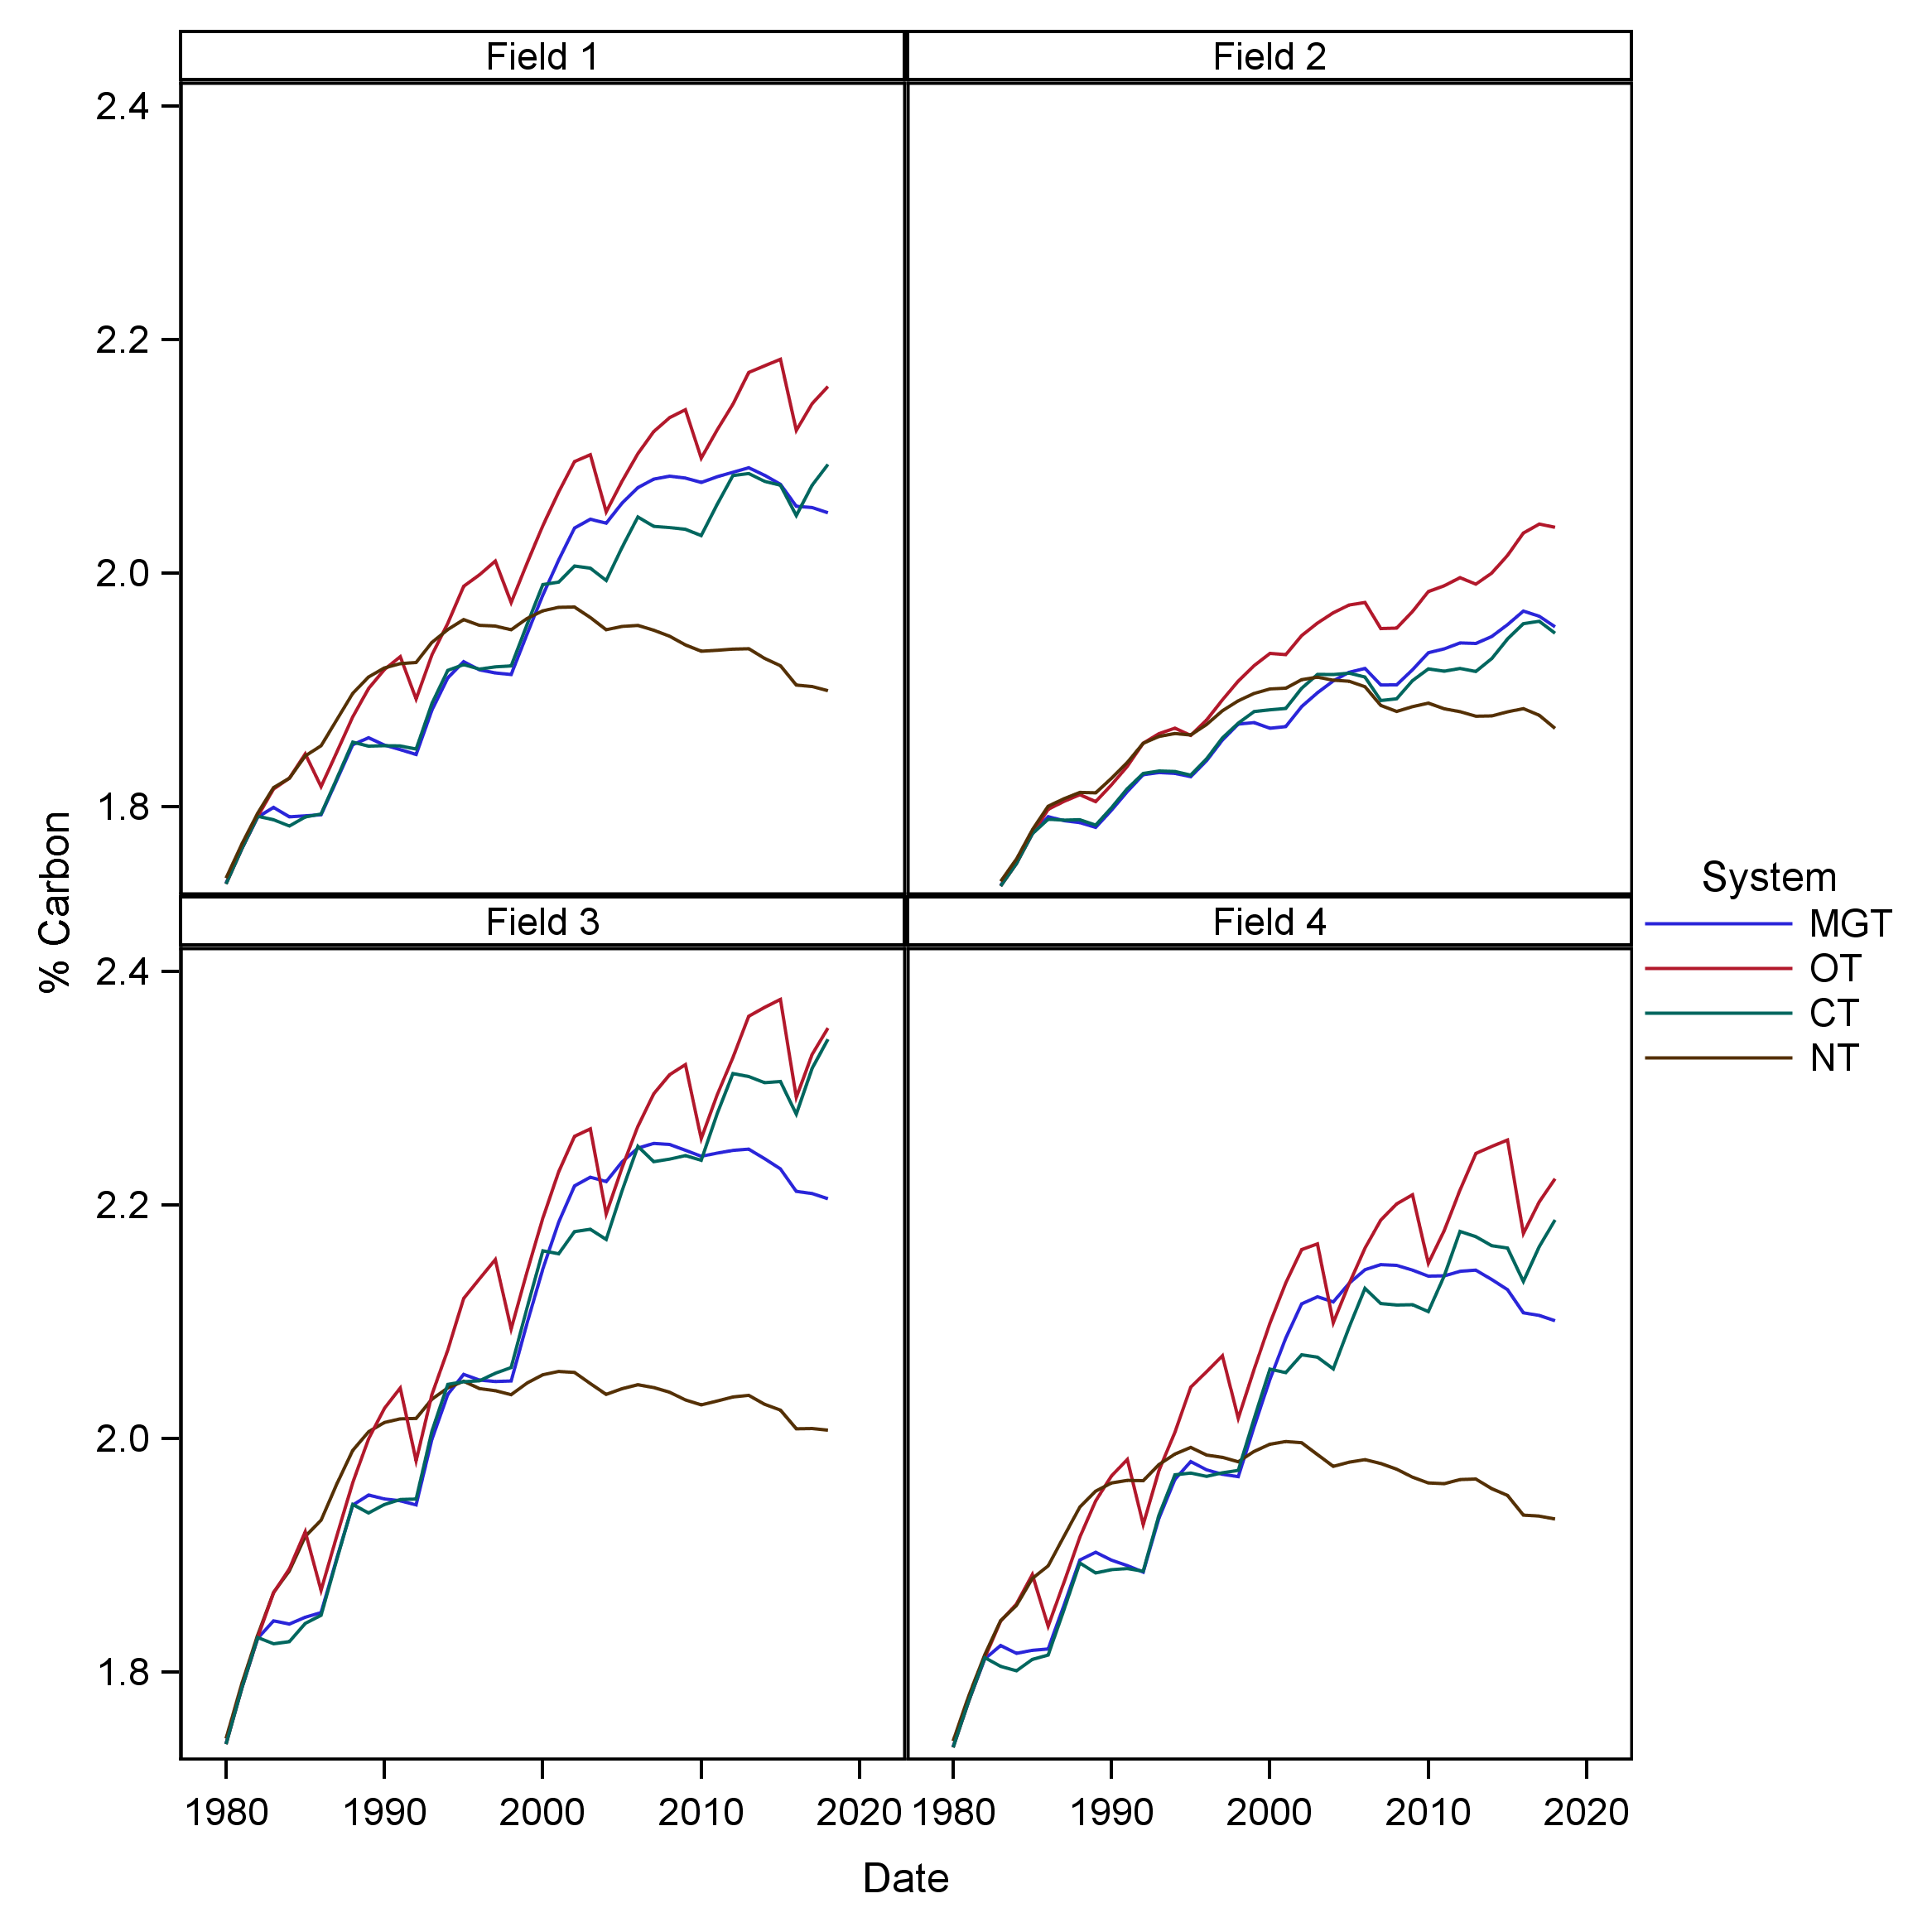 Field 1
Field 2
2.4
2.2
2.0
1.8
% Carbon
Field 3
Field 4
2.4
2.2
2.0
1.8
1980 1990 2000 2010 2020 1980 1990 2000 2010 2020
Date
System
MGT
OT
CT
NT